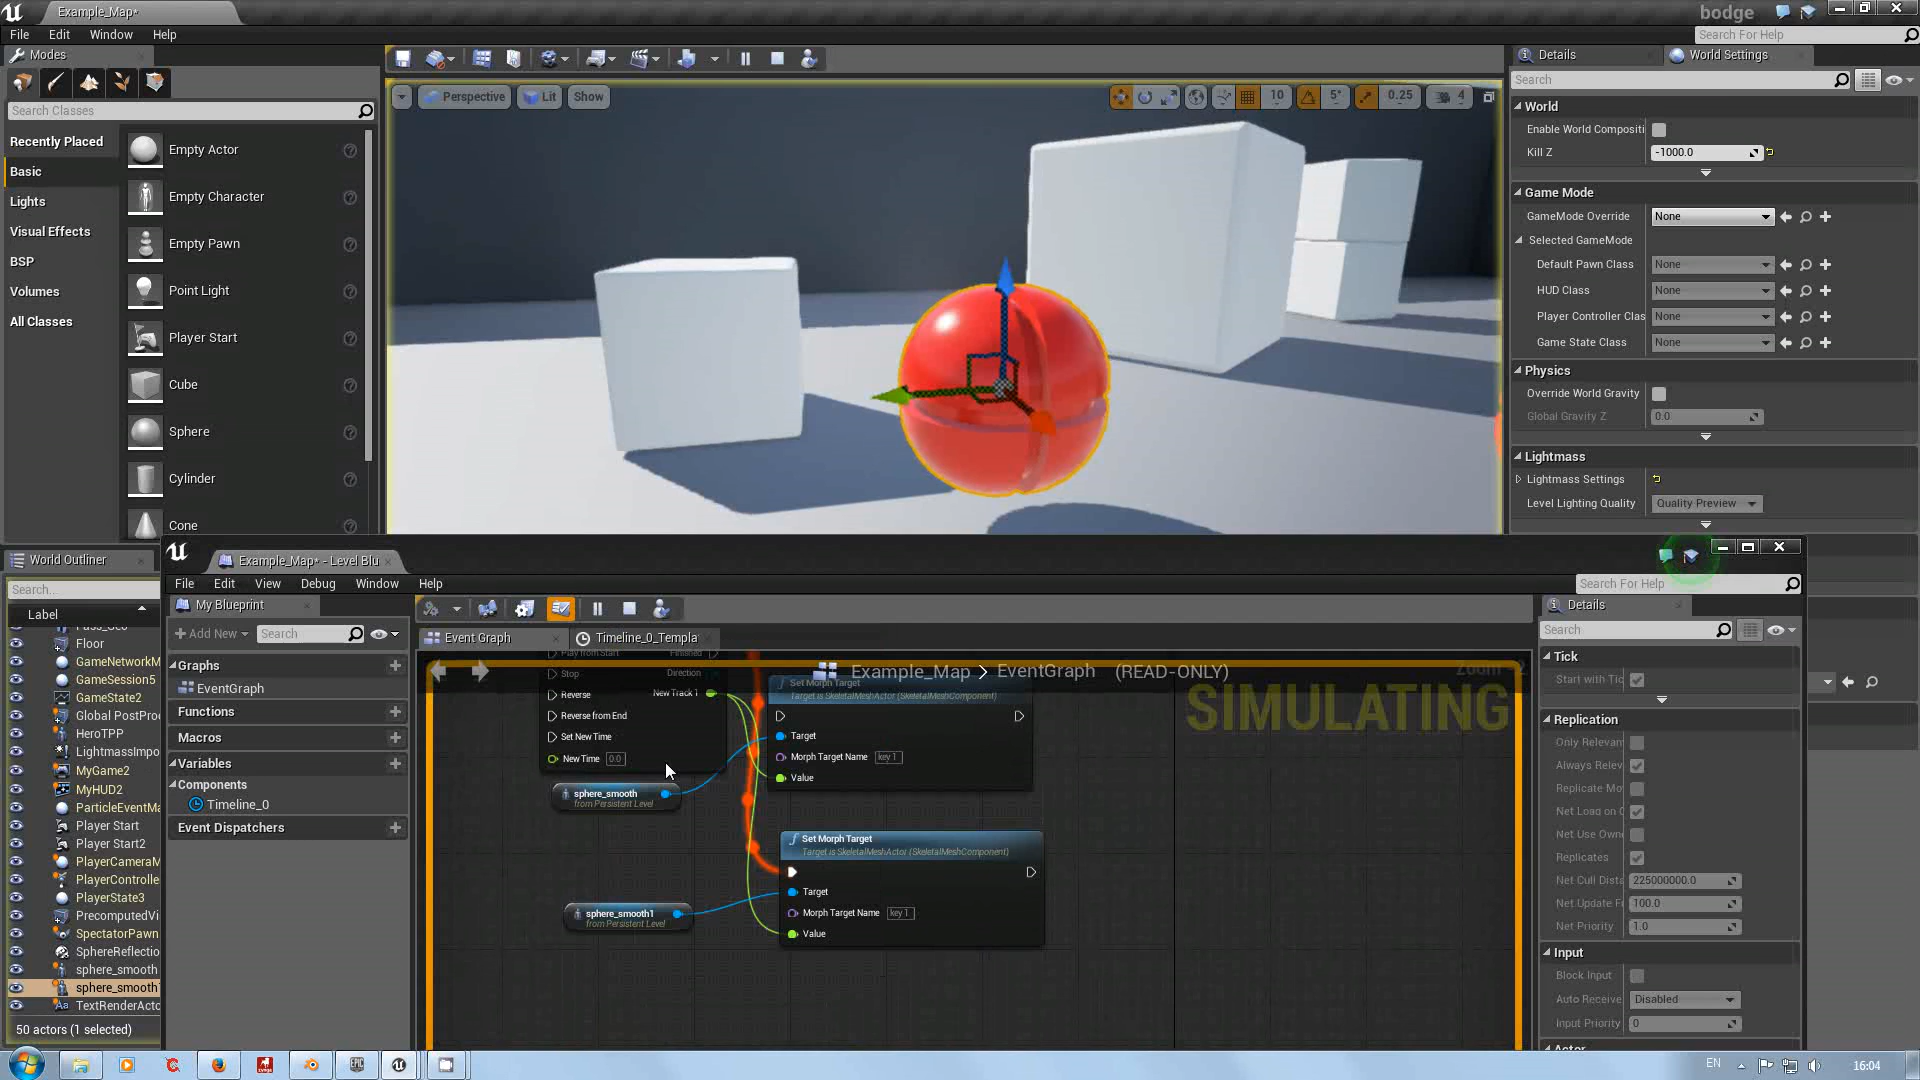 Example_Map*
bodge
File Edit Window Help
Search For Help
Modes
Search Classes
Recently Placed
Basic
Lights
Visual Effects
BSP
Volumes
All Classes
Empty Actor
Empty Character
Empty Pawn
Point Light
Player Start
Cube
Sphere
Cylinder
Cone
Perspective Lit Show
10 5° 0.25 4
Details World Settings
Search
World
Enable World Compositi
Kill Z -1000.0
Game Mode
GameMode Override None
Selected GameMode
Default Pawn Class None
HUD Class None
Player Controller Clas None
Game State Class None
Physics
Override World Gravity
Global Gravity Z 0.0
Lightmass
Lightmass Settings
Level Lighting Quality Quality Preview
World Outliner
Search...
Label
Floor
GameNetworkM
GameSession5
GameState2
Global PostProc
HeroTPP
LightmassImpo
MyGame2
MyHUD2
ParticleEventMa
Player Start
Player Start2
PlayerCameraM
PlayerControlle
PlayerState3
PrecomputedVi
SpectatorPawn
SphereReflectio
sphere_smooth
sphere_smooth1
TextRenderActo
50 actors (1 selected)
Example_Map* - Level Blu
File Edit View Debug Window Help
Search For Help
My Blueprint
Add New Search
Graphs
EventGraph
Functions
Macros
Variables
Components
Timeline_0
Event Dispatchers
Event Graph Timeline_0_Templa
Example_Map > EventGraph (READ-ONLY)
SIMULATING
Play from Start Finished
Stop Direction
Reverse New Track 1
Reverse from End
Set New Time
New Time 0.0
Set Morph Target
Target is SkeletalMeshActor (SkeletalMeshComponent)
Target
Morph Target Name key 1
Value
sphere_smooth
from Persistent Level
Set Morph Target
Target is SkeletalMeshActor (SkeletalMeshComponent)
Target
Morph Target Name key 1
Value
sphere_smooth1
from Persistent Level
Details
Search
Tick
Start with Tic
Replication
Only Relevan
Always Relev
Replicate Mo
Net Load on C
Net Use Own
Replicates
Net Cull Dista 225000000.0
Net Update F 100.0
Net Priority 1.0
Input
Block Input
Auto Receive Disabled
Input Priority 0
Actor
EN 16:04